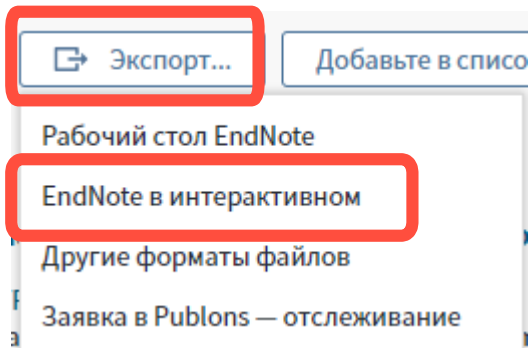 Экспорт... Добавьте в списо
Рабочий стол EndNote
EndNote в интерактивном
Другие форматы файлов
Заявка в Publons — отслеживание